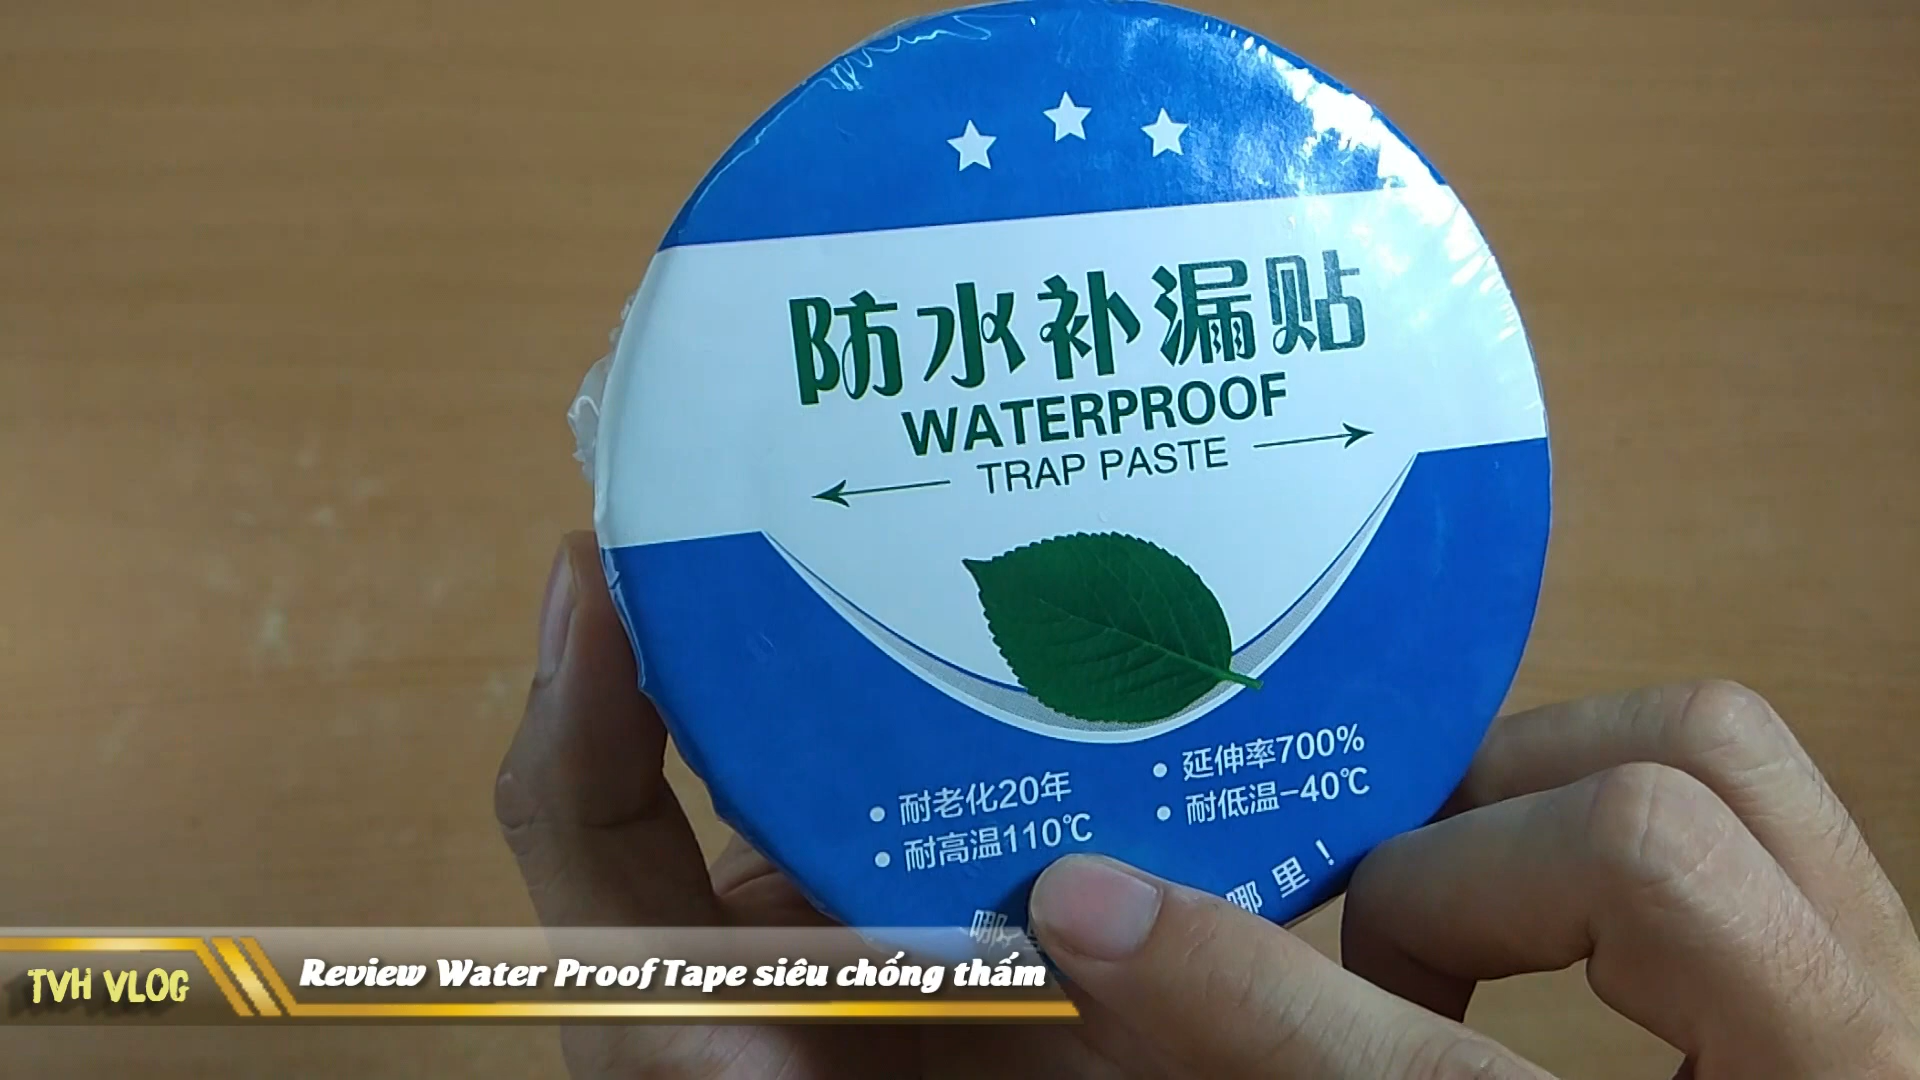 防水补漏贴
WATERPROOF
TRAP PASTE
耐老化20年
延伸率700%
耐高温110℃
耐低温-40℃
哪
哪里！
TVH VLOG
Review Water Proof Tape siêu chống thấm